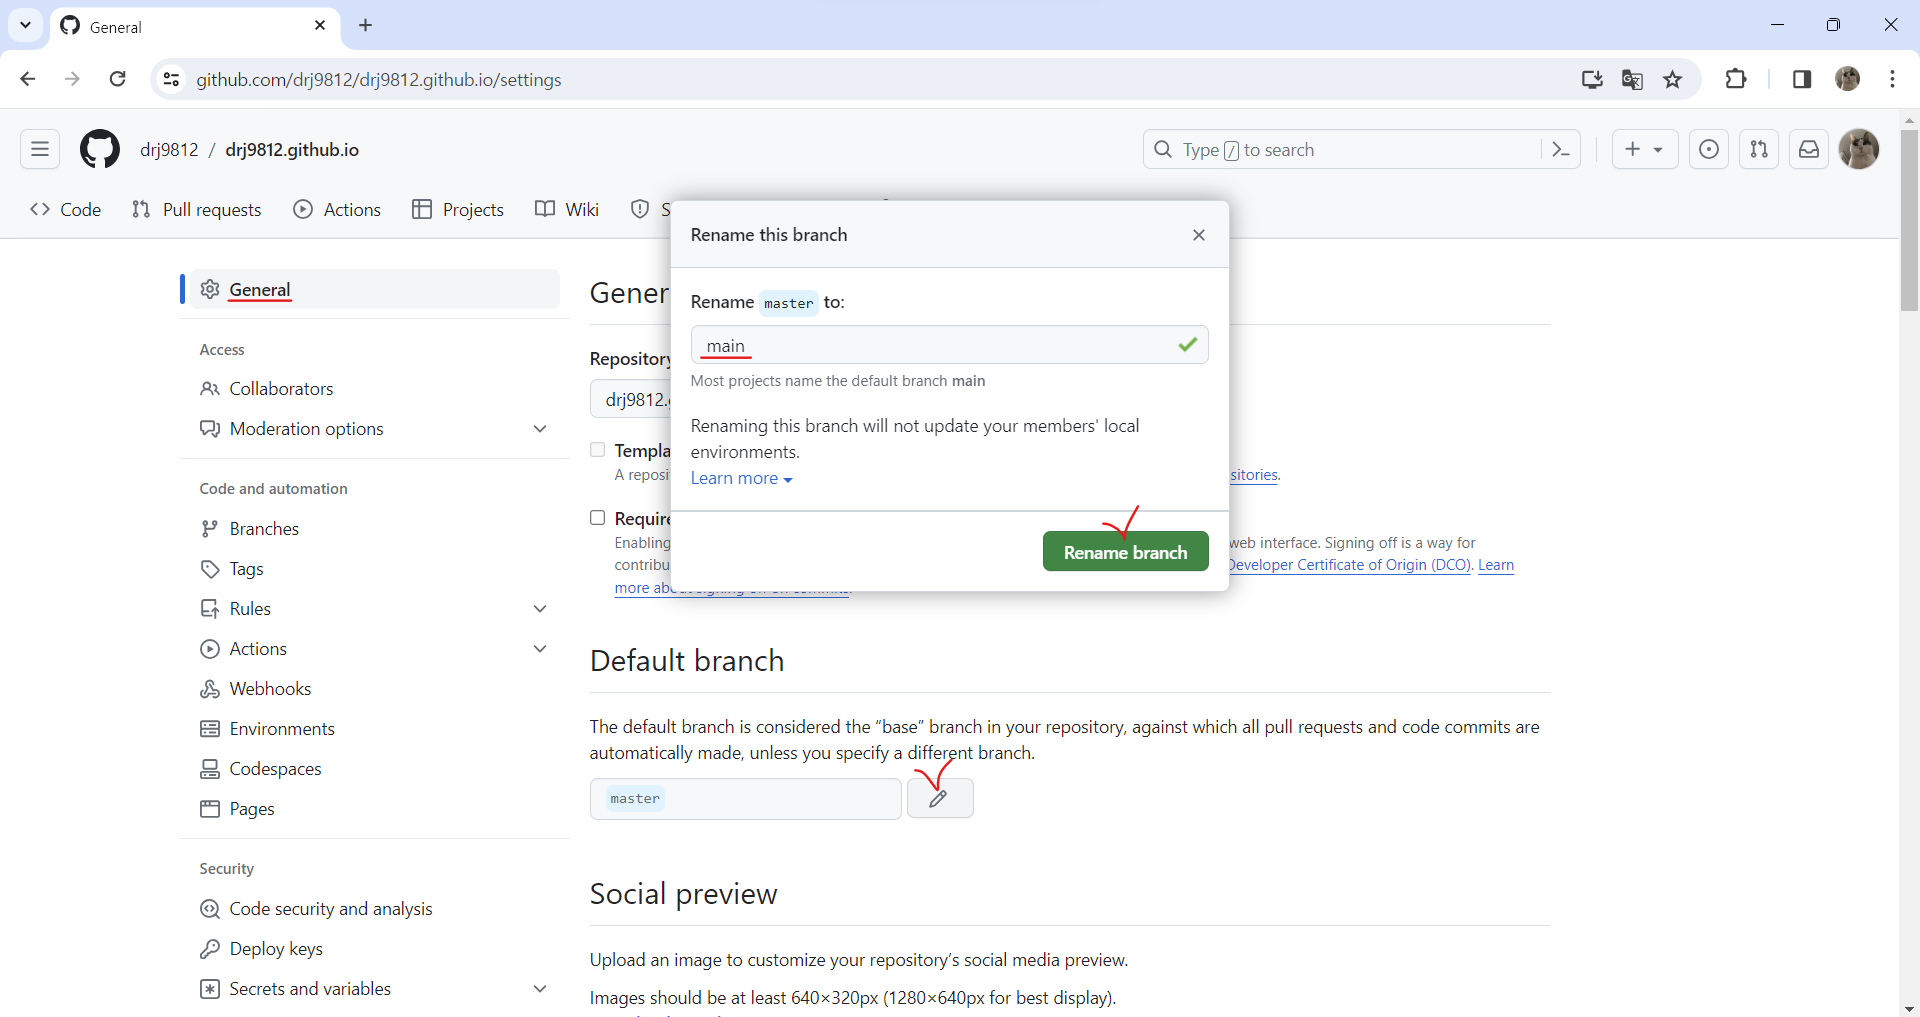 General
github.com/drj9812/drj9812.github.io/settings
drj9812 / drj9812.github.io
Type / to search
Code
Pull requests
Actions
Projects
Wiki
S
Rename this branch
Rename master to:
main
Most projects name the default branch main
Renaming this branch will not update your members' local
environments.
Learn more
Rename branch
General
Access
Collaborators
Moderation options
Code and automation
Branches
Tags
Rules
Actions
Webhooks
Environments
Codespaces
Pages
Security
Code security and analysis
Deploy keys
Secrets and variables
Gener
Repository
drj9812.
Templa
A reposi
sitories.
Require
Enabling
web interface. Signing off is a way for
contribu
Developer Certificate of Origin (DCO). Learn
more about signing off on commits.
Default branch
The default branch is considered the “base” branch in your repository, against which all pull requests and code commits are
automatically made, unless you specify a different branch.
master
Social preview
Upload an image to customize your repository’s social media preview.
Images should be at least 640×320px (1280×640px for best display).